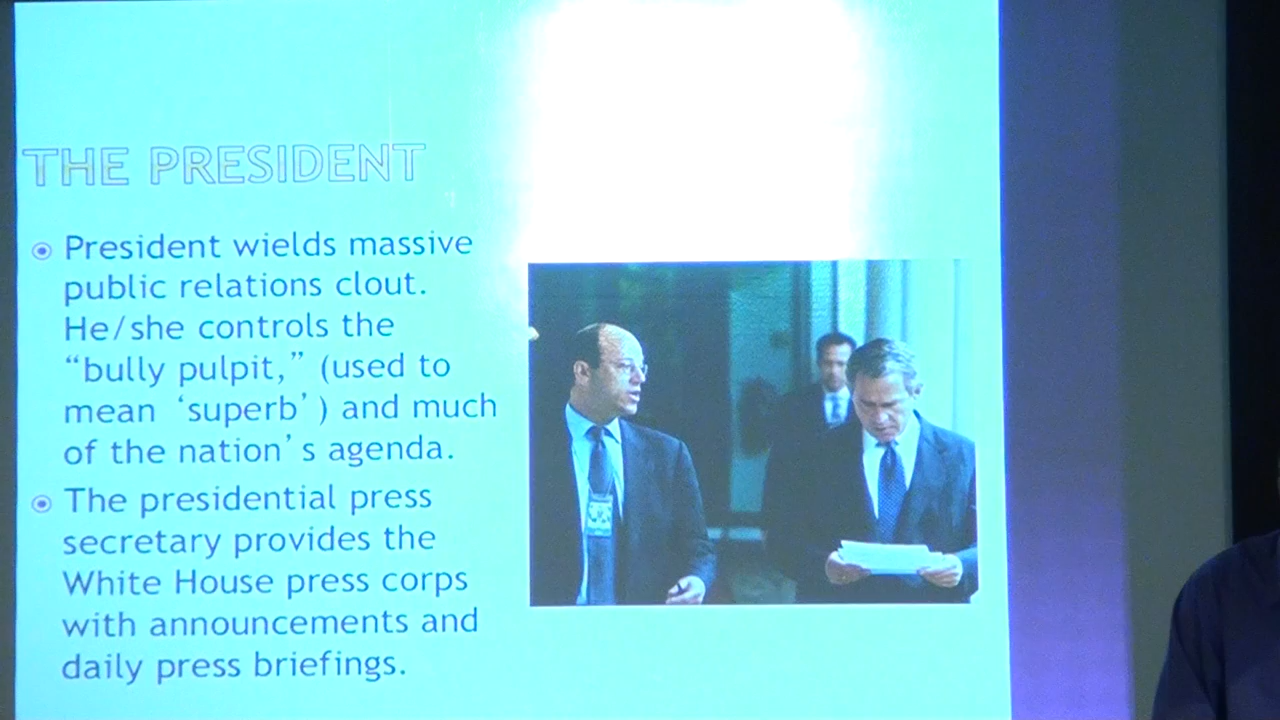 THE PRESIDENT
President wields massive
public relations clout.
He/she controls the
“bully pulpit,” (used to
mean ‘superb’) and much
of the nation’s agenda.
The presidential press
secretary provides the
White House press corps
with announcements and
daily press briefings.